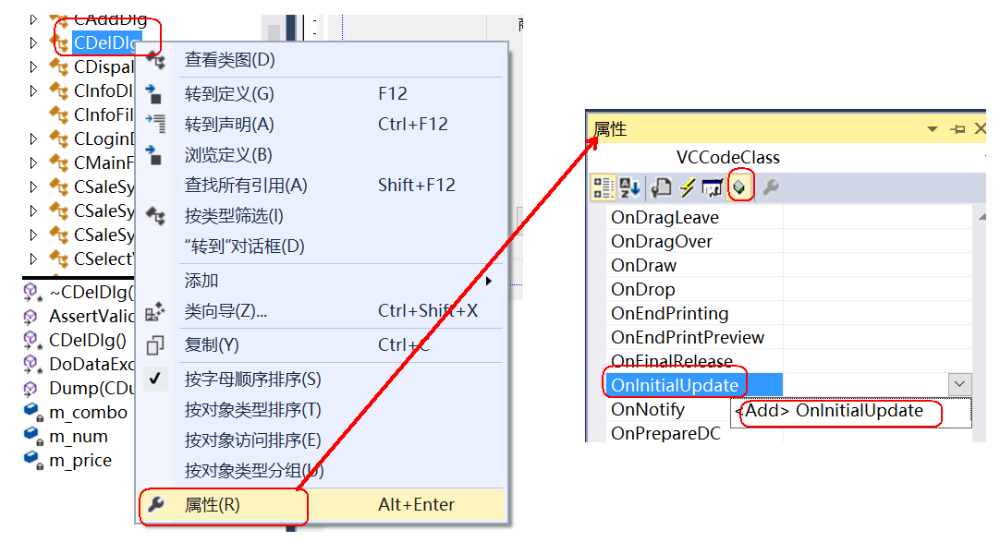 CAddDlg
CDelDlg
CDispal
CInfoDl
CInfoFil
CLoginD
CMainF
CSaleSy
CSaleSy
CSaleSy
CSelectV
~CDelDlg(
AssertValid
CDelDlg()
DoDataExc
Dump(CDu
m_combo
m_num
m_price
查看类图(D)
转到定义(G) F12
转到声明(A) Ctrl+F12
浏览定义(B)
查找所有引用(A) Shift+F12
按类型筛选(I)
“转到”对话框(D)
添加
类向导(Z)... Ctrl+Shift+X
复制(Y) Ctrl+C
按字母顺序排序(S)
按对象类型排序(T)
按对象访问排序(E)
按对象类型分组(U)
属性(R) Alt+Enter
属性
VCCodeClass
OnDragLeave
OnDragOver
OnDraw
OnDrop
OnEndPrinting
OnEndPrintPreview
OnFinalRelease
OnInitialUpdate
OnNotify
<Add> OnInitialUpdate
OnPrepareDC